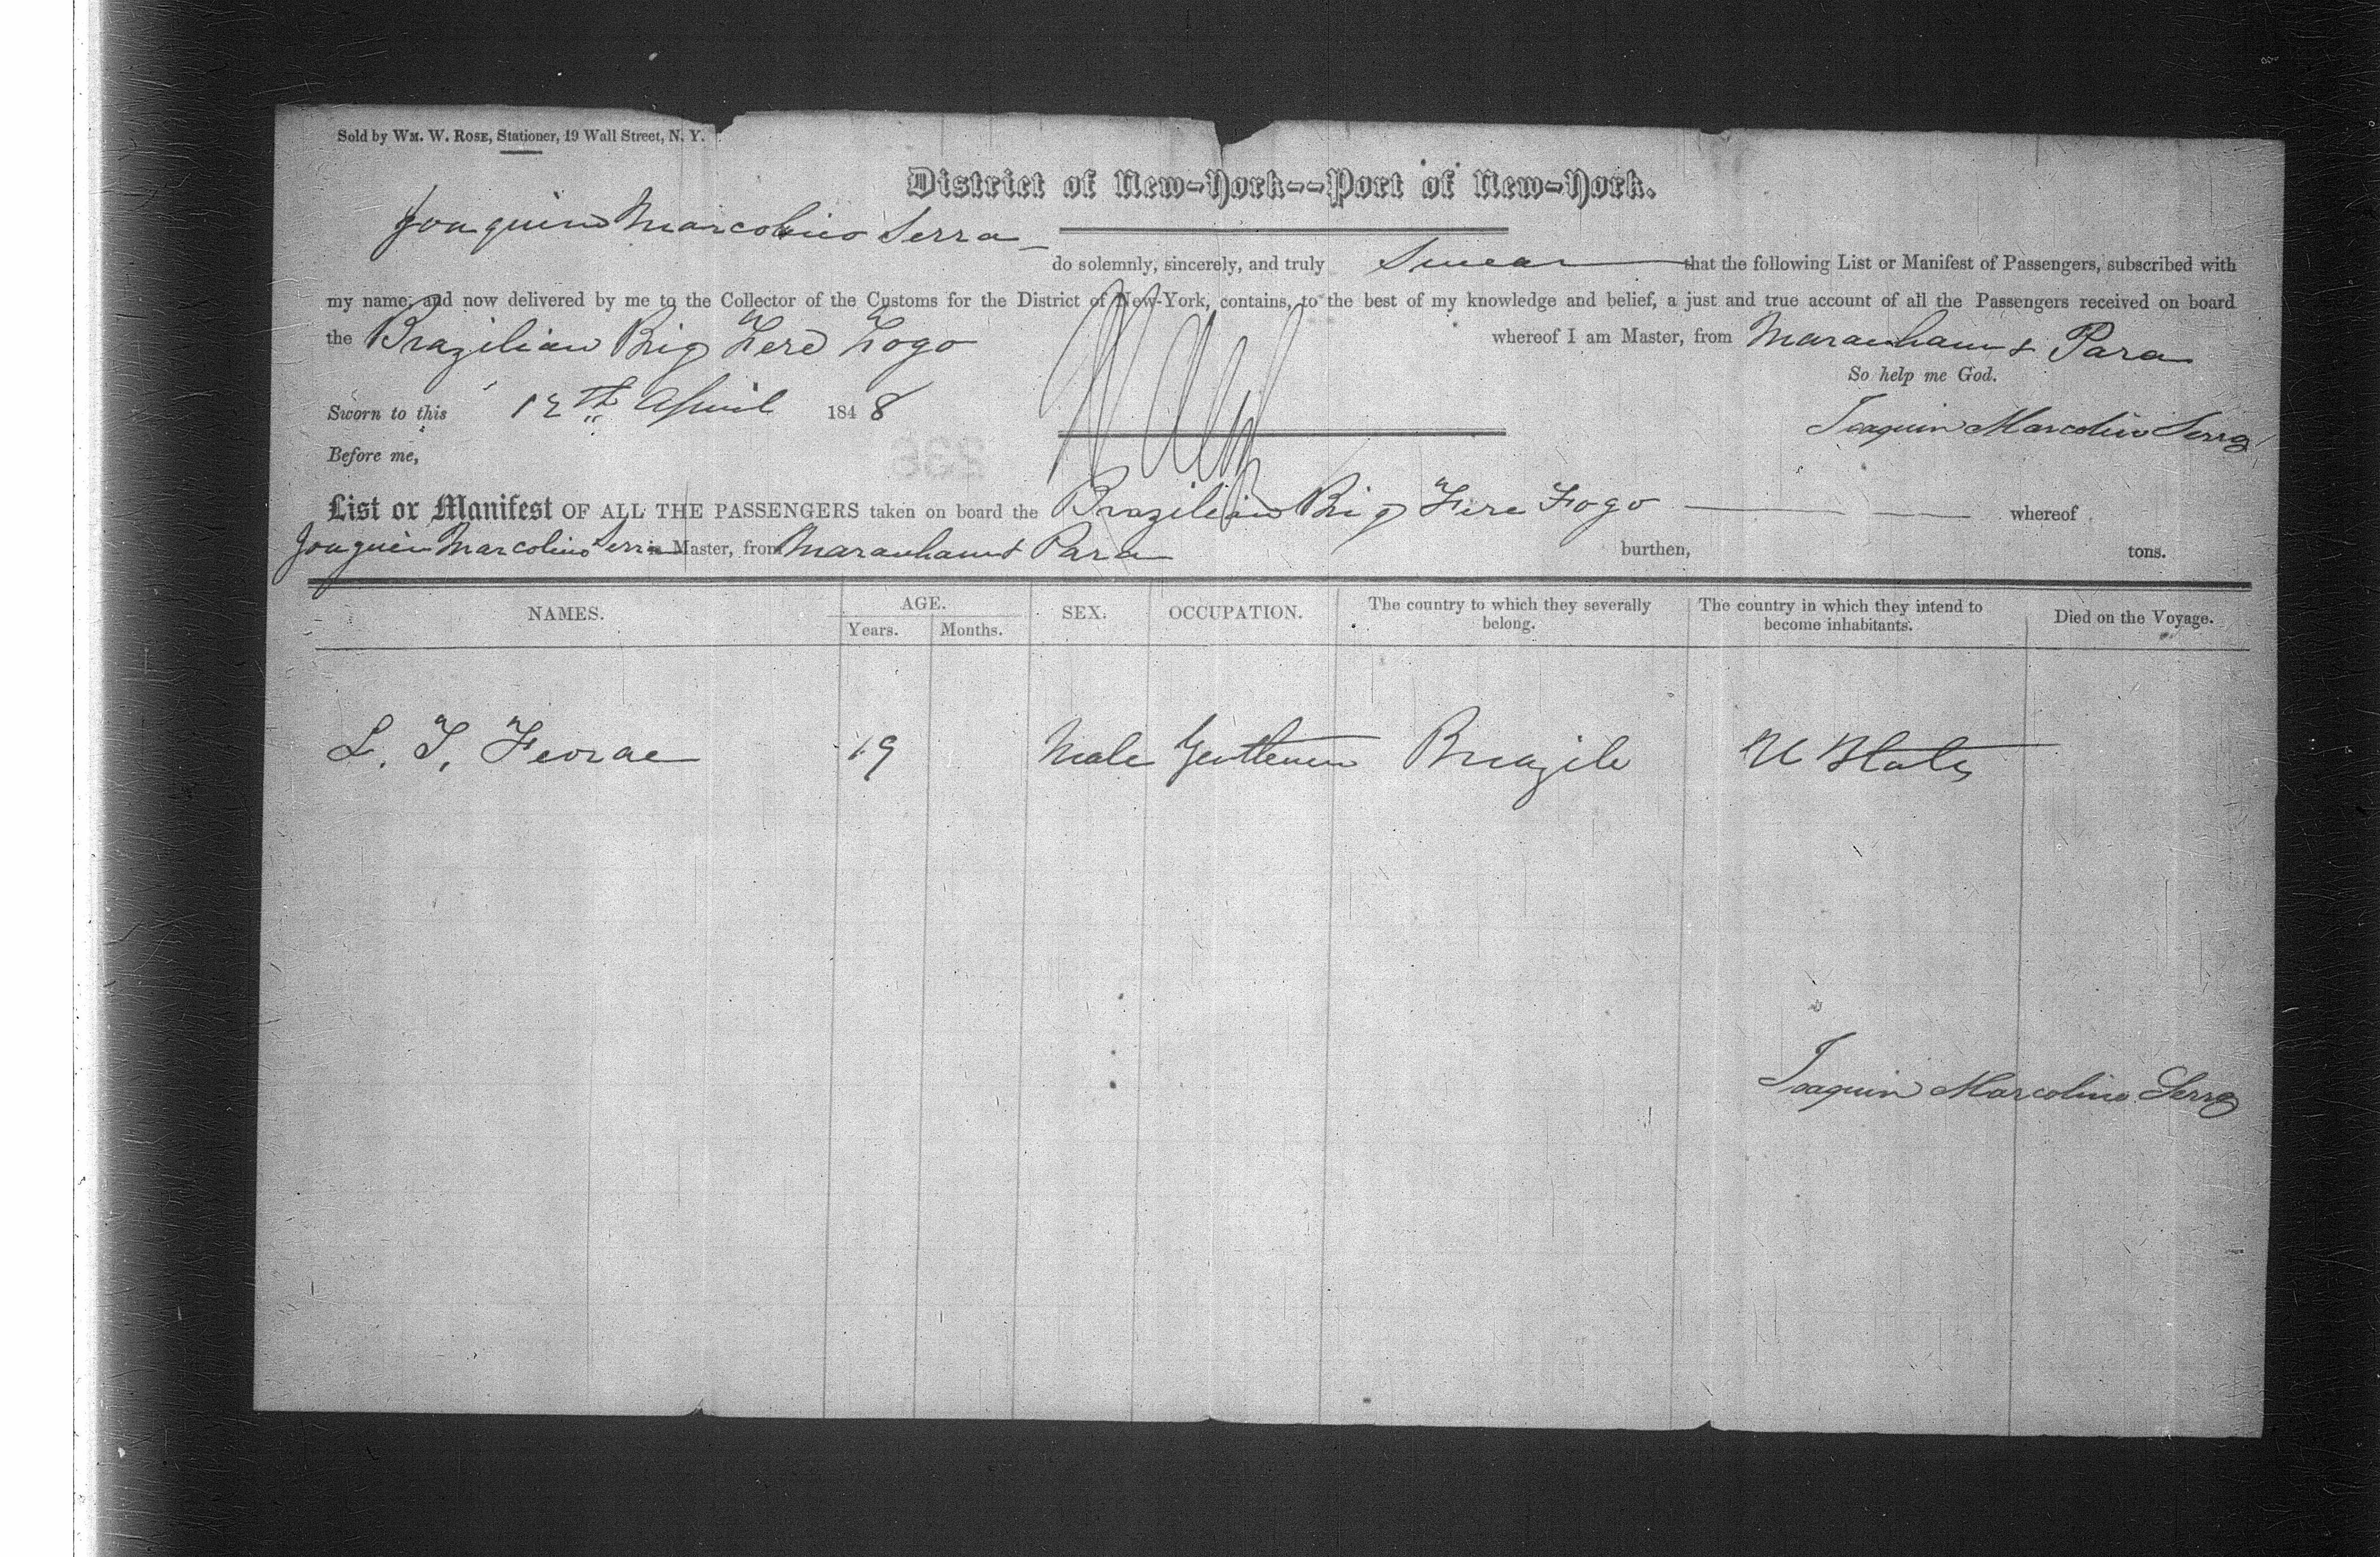 Sold by WM. W. ROSE, Stationer, 19 Wall Street, N. Y.
District of New-York--Port of New-York.
Joaquin Marcolino Serra
do solemnly, sincerely, and truly Swear that the following List or Manifest of Passengers, subscribed with
my name, and now delivered by me to the Collector of the Customs for the District of New-York, contains, to the best of my knowledge and belief, a just and true account of all the Passengers received on board
the Brazilian Brig Fere Fogo whereof I am Master, from Maranham & Para
So help me God.
Sworn to this 12th April 1848
Joaquin Marcolino Serra
Before me,
List or Manifest OF ALL THE PASSENGERS taken on board the Brazilian Brig Fere Fogo whereof
Joaquin Marcolino Serra is Master, from Maranham & Para burthen, tons.
NAMES. AGE. Years. Months. SEX. OCCUPATION. The country to which they severally belong. The country in which they intend to become inhabitants. Died on the Voyage.
L. T. 19 Male Gentleman Brazile U States
Joaquin Marcolino Serra